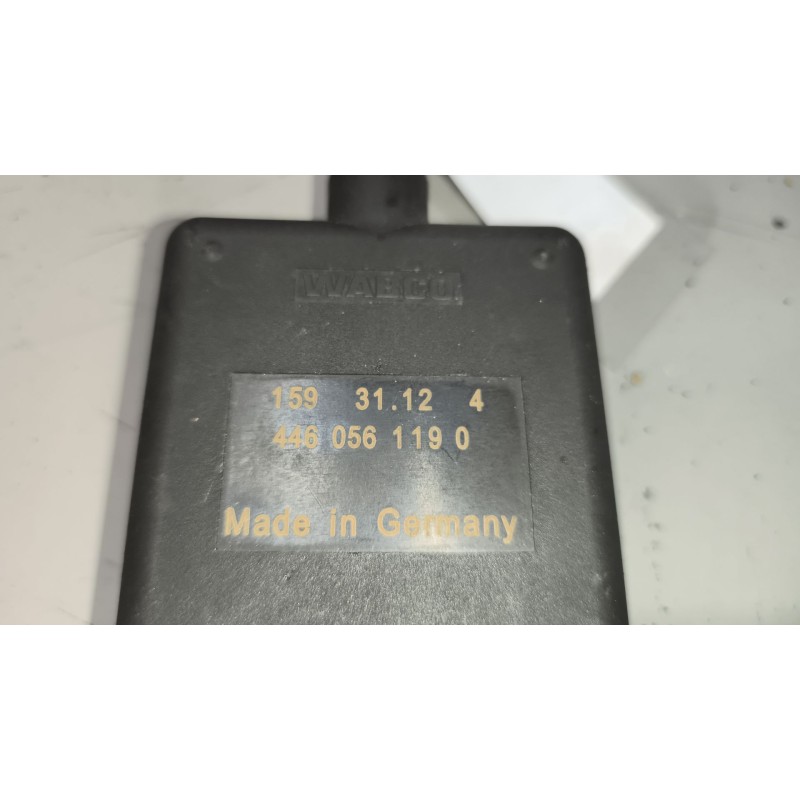 WABCO
159 31.12 4
446 056 119 0
Made in Germany